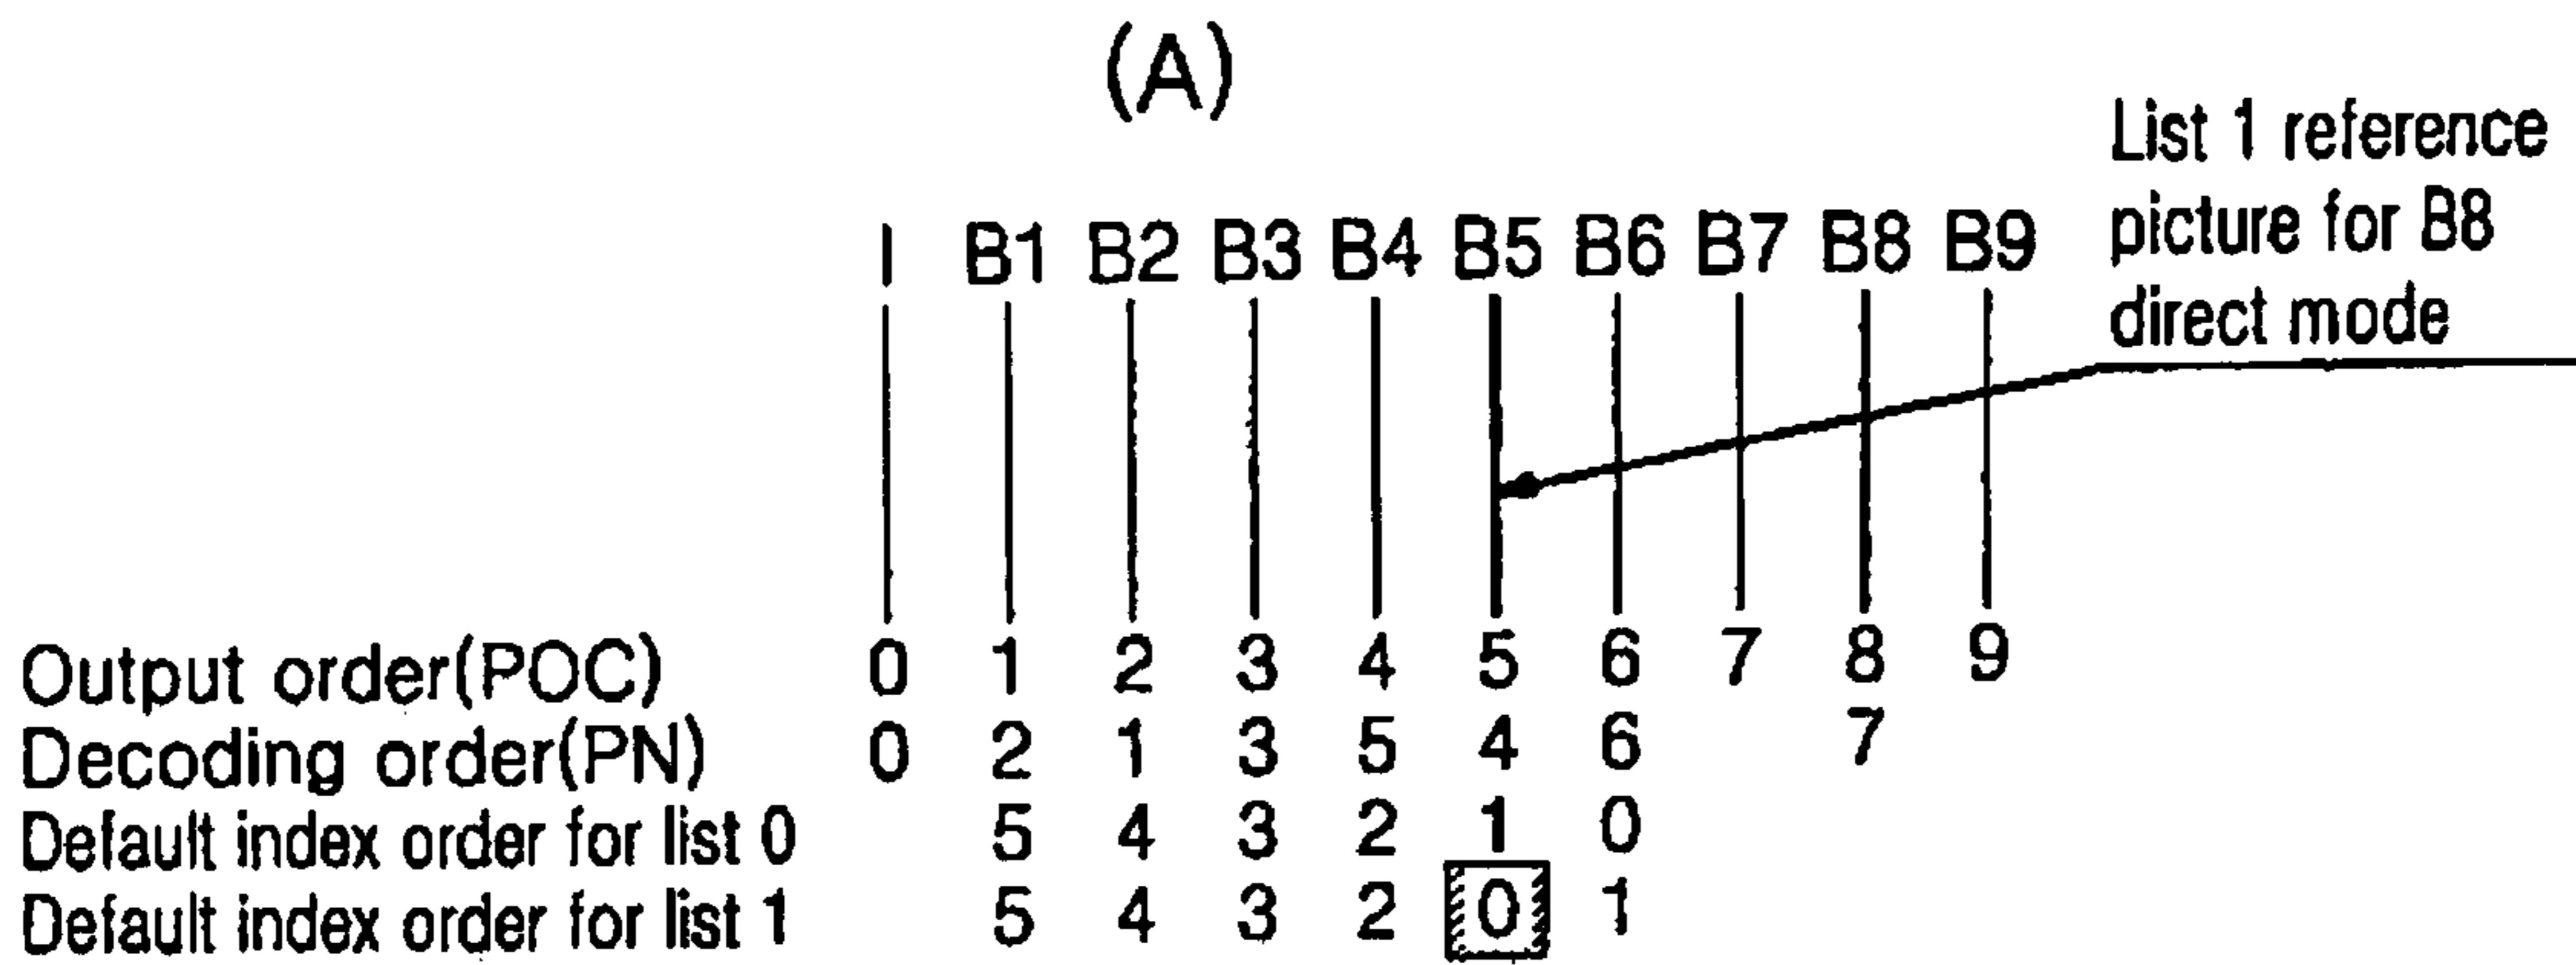 (A)
List 1 reference
picture for B8
direct mode
I B1 B2 B3 B4 B5 B6 B7 B8 B9
Output order(POC) 0 1 2 3 4 5 6 7 8 9
Decoding order(PN) 0 2 1 3 5 4 6 7
Default index order for list 0 5 4 3 2 1 0
Default index order for list 1 5 4 3 2 0 1